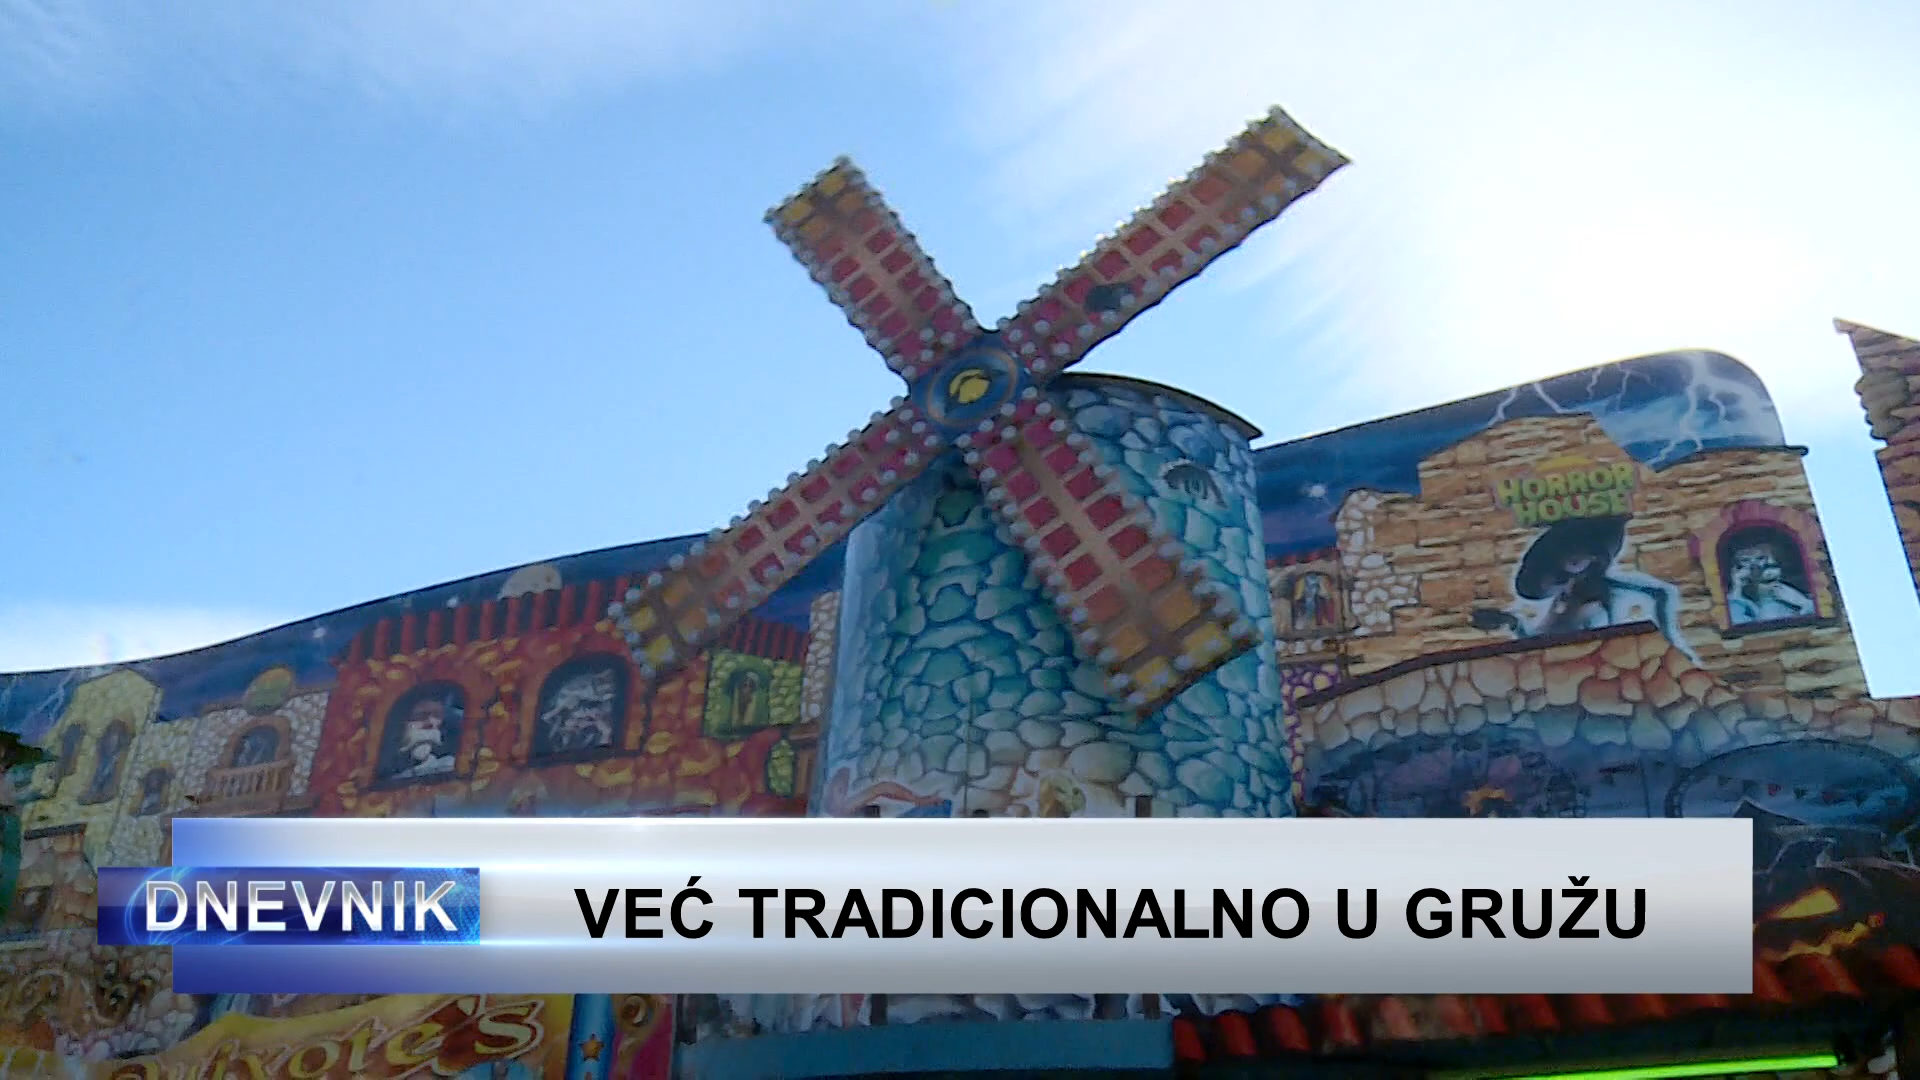 HORROR
HOUSE
DNEVNIK
VEĆ TRADICIONALNO U GRUŽU